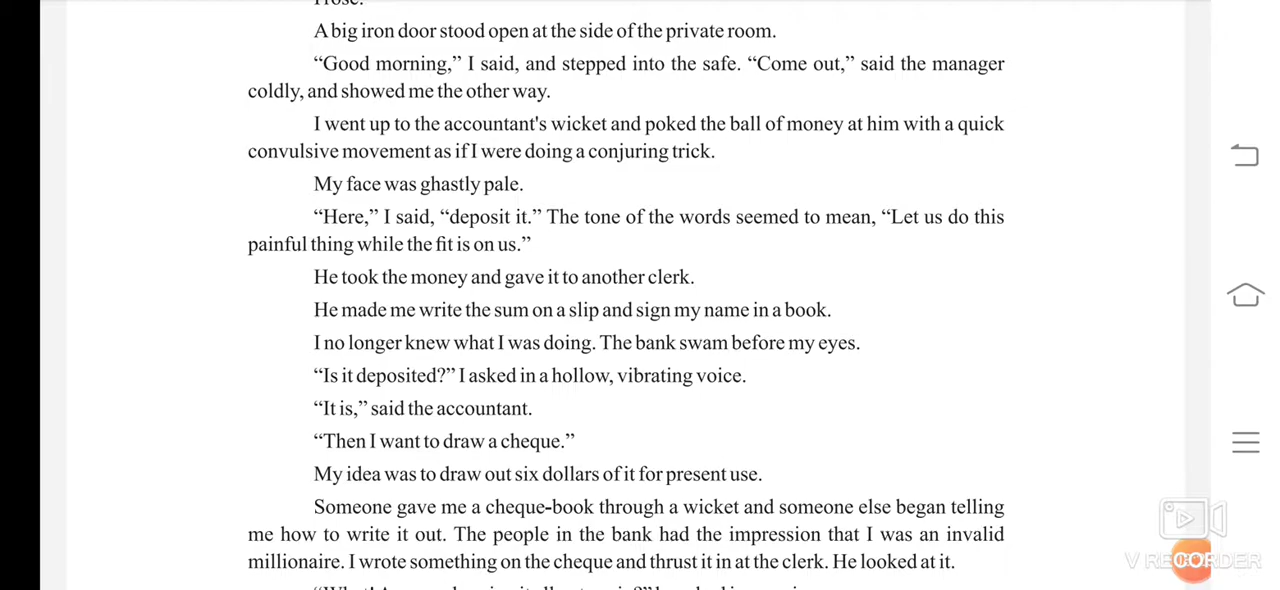 A big iron door stood open at the side of the private room.
“Good morning,” I said, and stepped into the safe. “Come out,” said the manager
coldly, and showed me the other way.
I went up to the accountant's wicket and poked the ball of money at him with a quick
convulsive movement as if I were doing a conjuring trick.
My face was ghastly pale.
“Here,” I said, “deposit it.” The tone of the words seemed to mean, “Let us do this
painful thing while the fit is on us.”
He took the money and gave it to another clerk.
He made me write the sum on a slip and sign my name in a book.
I no longer knew what I was doing. The bank swam before my eyes.
“Is it deposited?” I asked in a hollow, vibrating voice.
“It is,” said the accountant.
“Then I want to draw a cheque.”
My idea was to draw out six dollars of it for present use.
Someone gave me a cheque-book through a wicket and someone else began telling
me how to write it out. The people in the bank had the impression that I was an invalid
millionaire. I wrote something on the cheque and thrust it in at the clerk. He looked at it.
V RECORDER